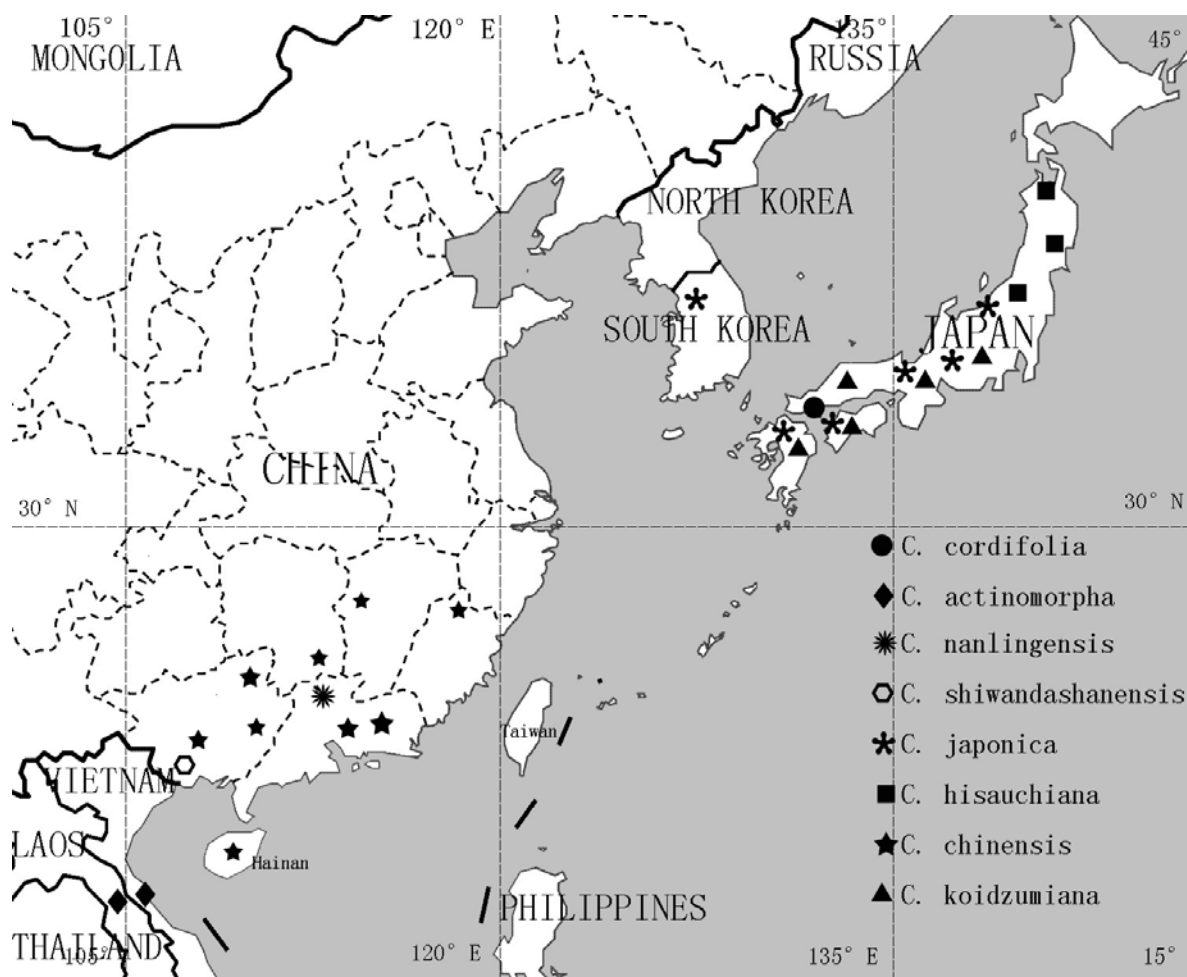 105°
120° E
135°
45°
MONGOLIA
RUSSIA
NORTH KOREA
SOUTH KOREA
JAPAN
CHINA
30° N
30° N
C. cordifolia
C. actinomorpha
C. nanlingensis
C. shiwandashanensis
C. japonica
C. hisauchiana
C. chinensis
C. koidzumiana
Taiwan
VIETNAM
LAOS
Hainan
PHILIPPINES
THAILAND
105°
120° E
135° E
15°